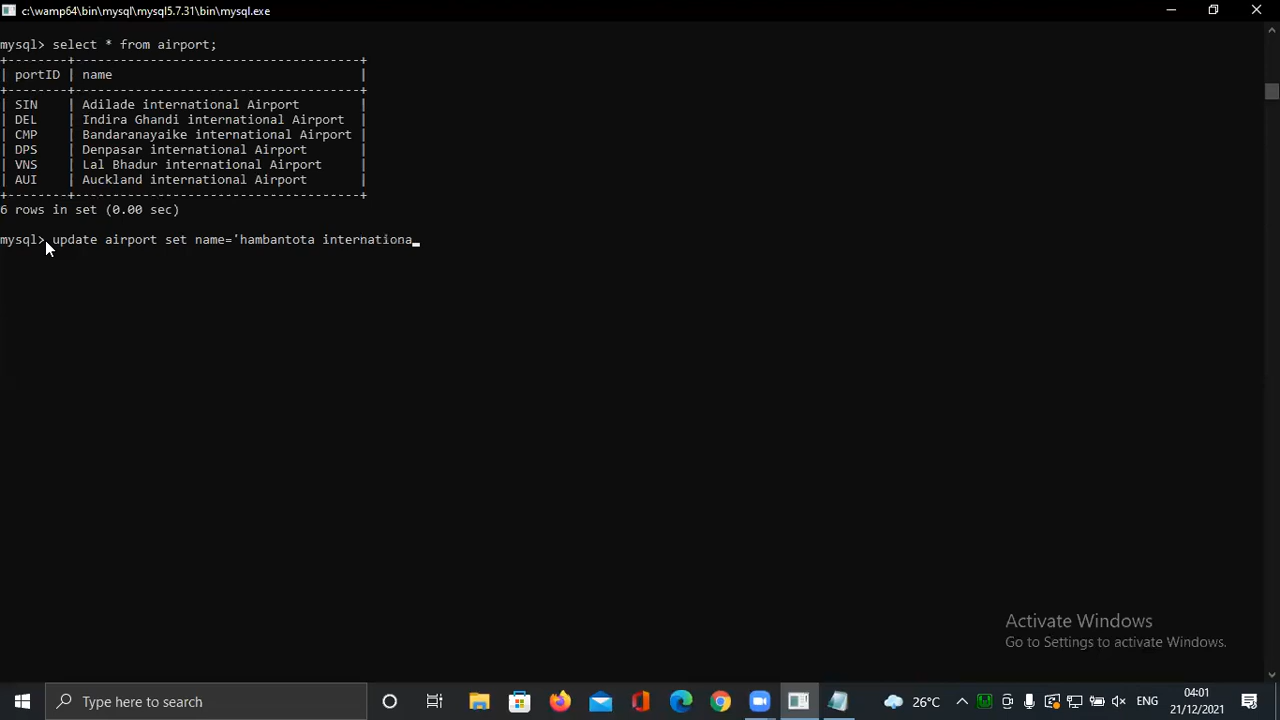 c:\wamp64\bin\mysql\mysql5.7.31\bin\mysql.exe
mysql> select * from airport;
+--------+--------------------------------------+
| portID | name                                 |
+--------+--------------------------------------+
| SIN    | Adilade international Airport        |
| DEL    | Indira Ghandi international Airport  |
| CMP    | Bandaranayaike international Airport |
| DPS    | Denpasar international Airport       |
| VNS    | Lal Bhadur international Airport     |
| AUI    | Auckland international Airport       |
+--------+--------------------------------------+
6 rows in set (0.00 sec)
mysql> update airport set name='hambantota internationa_
Activate Windows
Go to Settings to activate Windows.
Type here to search
26°C
ENG
04:01
21/12/2021